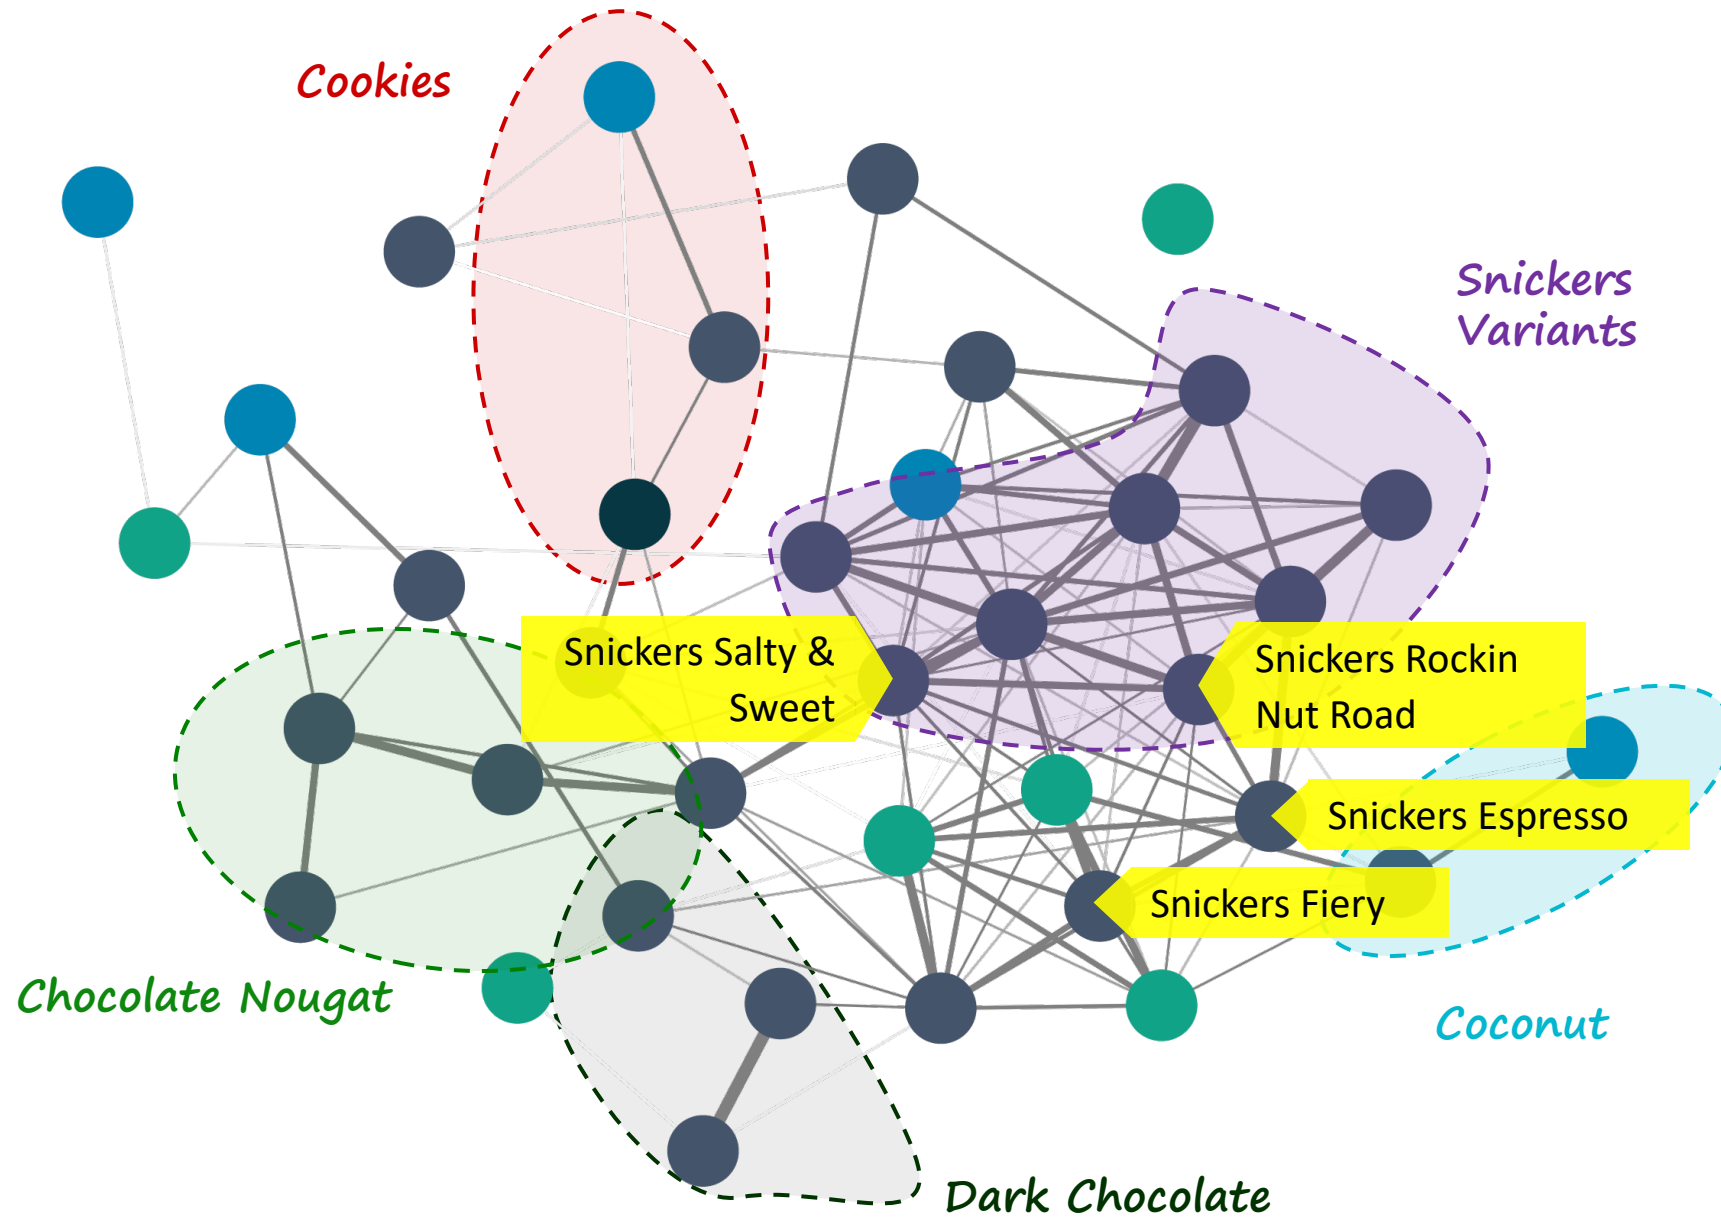 Cookies
Snickers
Variants
Snickers Salty &
Sweet
Snickers Rockin
Nut Road
Snickers Espresso
Snickers Fiery
Chocolate Nougat
Coconut
Dark Chocolate